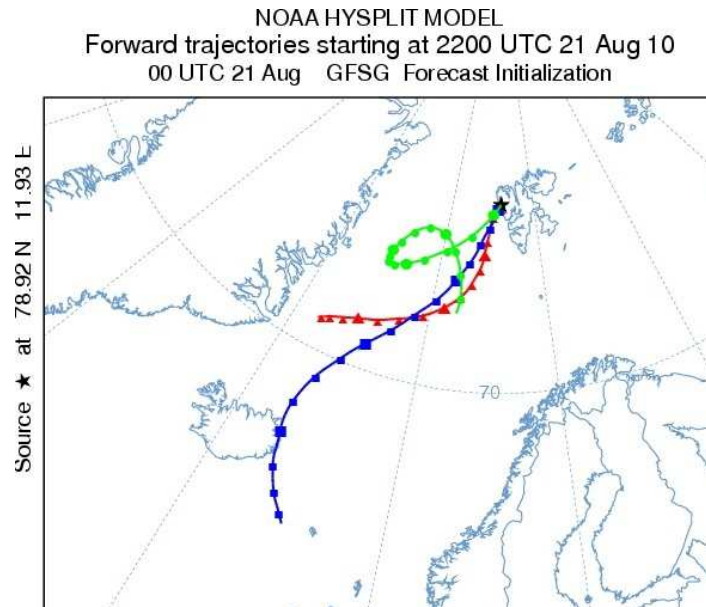 NOAA HYSPLIT MODEL
Forward trajectories starting at 2200 UTC 21 Aug 10
00 UTC 21 Aug GFSG Forecast Initialization
Source ★ at 78.92 N 11.93 E
70